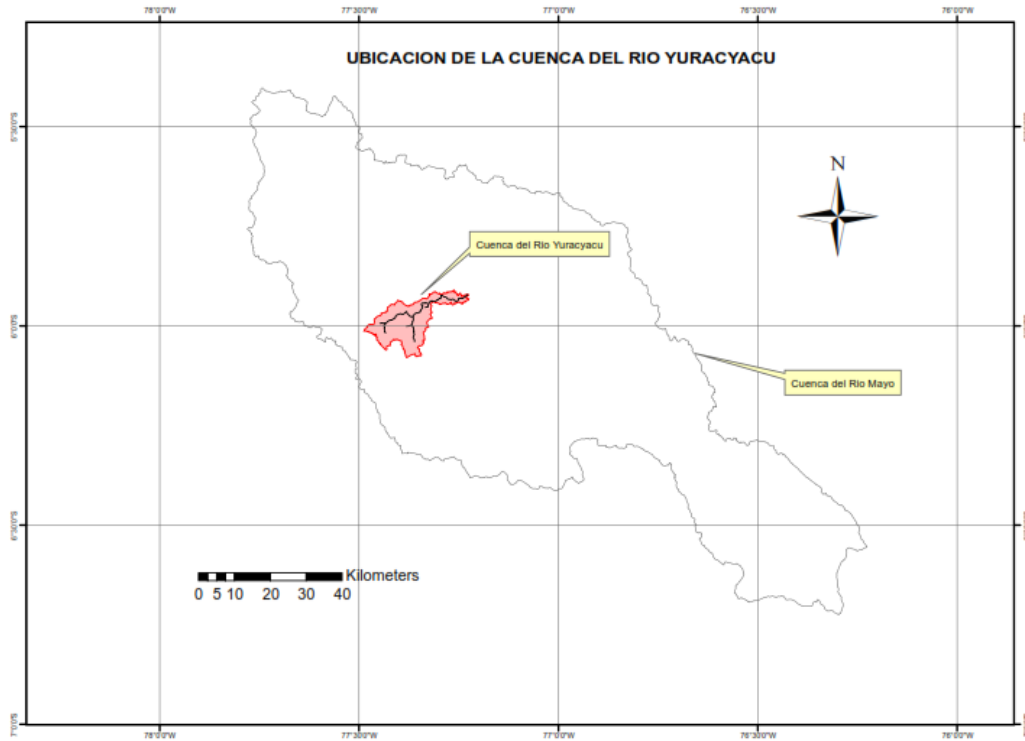 78°0'0"W 77°30'0"W 77°0'0"W 76°30'0"W 76°0'0"W
UBICACION DE LA CUENCA DEL RIO YURACYACU
N
Cuenca del Rio Yuracyacu
Cuenca del Rio Mayo
Kilometers
0 5 10 20 30 40
5°30'0"S
6°0'0"S
6°30'0"S
7°0'0"S
78°0'0"W 77°30'0"W 77°0'0"W 76°30'0"W 76°0'0"W